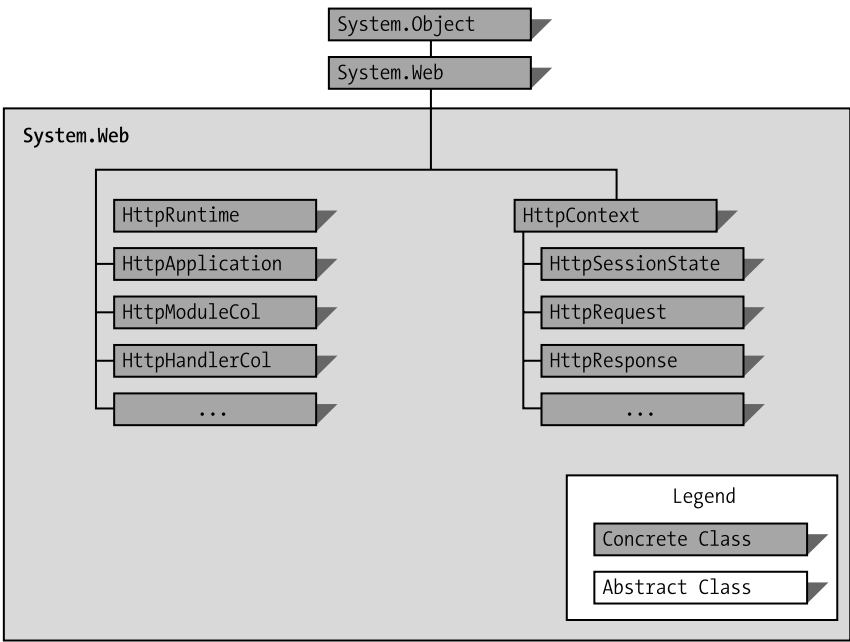 System.Object
System.Web
System.Web
HttpRuntime
HttpApplication
HttpModuleCol
HttpHandlerCol
...
HttpContext
HttpSessionState
HttpRequest
HttpResponse
...
Legend
Concrete Class
Abstract Class